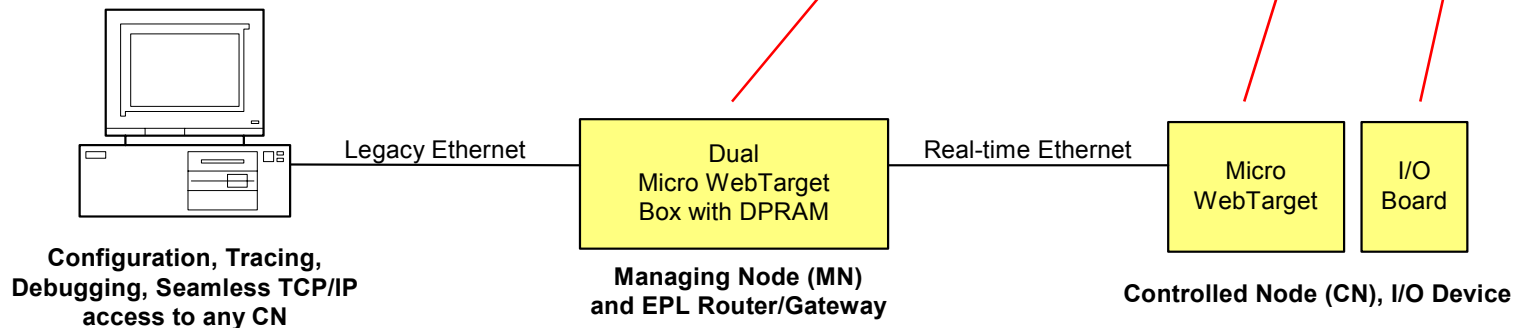 Legacy Ethernet
Dual
Micro WebTarget
Box with DPRAM
Real-time Ethernet
Micro
WebTarget
I/O
Board
Configuration, Tracing,
Debugging, Seamless TCP/IP
access to any CN
Managing Node (MN)
and EPL Router/Gateway
Controlled Node (CN), I/O Device